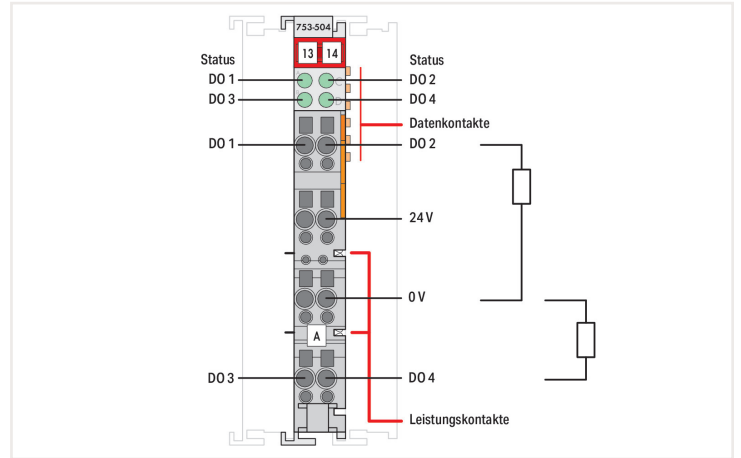 753-504
13 14
Status Status
DO 1 A C DO 2
DO 3 B D DO 4
Datenkontakte
DO 1 DO 2
24 V
0 V
A
DO 3 DO 4
Leistungskontakte